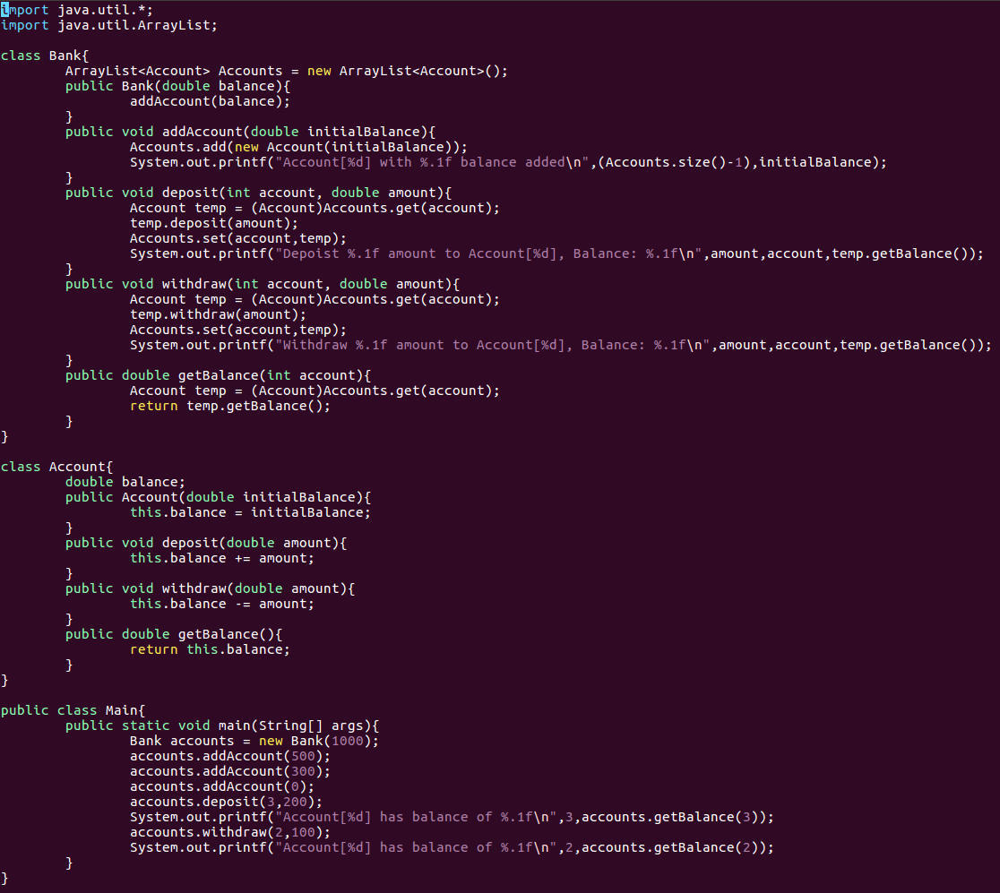 import java.util.*;
import java.util.ArrayList;

class Bank{
        ArrayList<Account> Accounts = new ArrayList<Account>();
        public Bank(double balance){
                addAccount(balance);
        }
        public void addAccount(double initialBalance){
                Accounts.add(new Account(initialBalance));
                System.out.printf("Account[%d] with %.1f balance added\n",(Accounts.size()-1),initialBalance);
        }
        public void deposit(int account, double amount){
                Account temp = (Account)Accounts.get(account);
                temp.deposit(amount);
                Accounts.set(account,temp);
                System.out.printf("Depoist %.1f amount to Account[%d], Balance: %.1f\n",amount,account,temp.getBalance());
        }
        public void withdraw(int account, double amount){
                Account temp = (Account)Accounts.get(account);
                temp.withdraw(amount);
                Accounts.set(account,temp);
                System.out.printf("Withdraw %.1f amount to Account[%d], Balance: %.1f\n",amount,account,temp.getBalance());
        }
        public double getBalance(int account){
                Account temp = (Account)Accounts.get(account);
                return temp.getBalance();
        }
}

class Account{
        double balance;
        public Account(double initialBalance){
                this.balance = initialBalance;
        }
        public void deposit(double amount){
                this.balance += amount;
        }
        public void withdraw(double amount){
                this.balance -= amount;
        }
        public double getBalance(){
                return this.balance;
        }
}

public class Main{
        public static void main(String[] args){
                Bank accounts = new Bank(1000);
                accounts.addAccount(500);
                accounts.addAccount(300);
                accounts.addAccount(0);
                accounts.deposit(3,200);
                System.out.printf("Account[%d] has balance of %.1f\n",3,accounts.getBalance(3));
                accounts.withdraw(2,100);
                System.out.printf("Account[%d] has balance of %.1f\n",2,accounts.getBalance(2));
        }
}